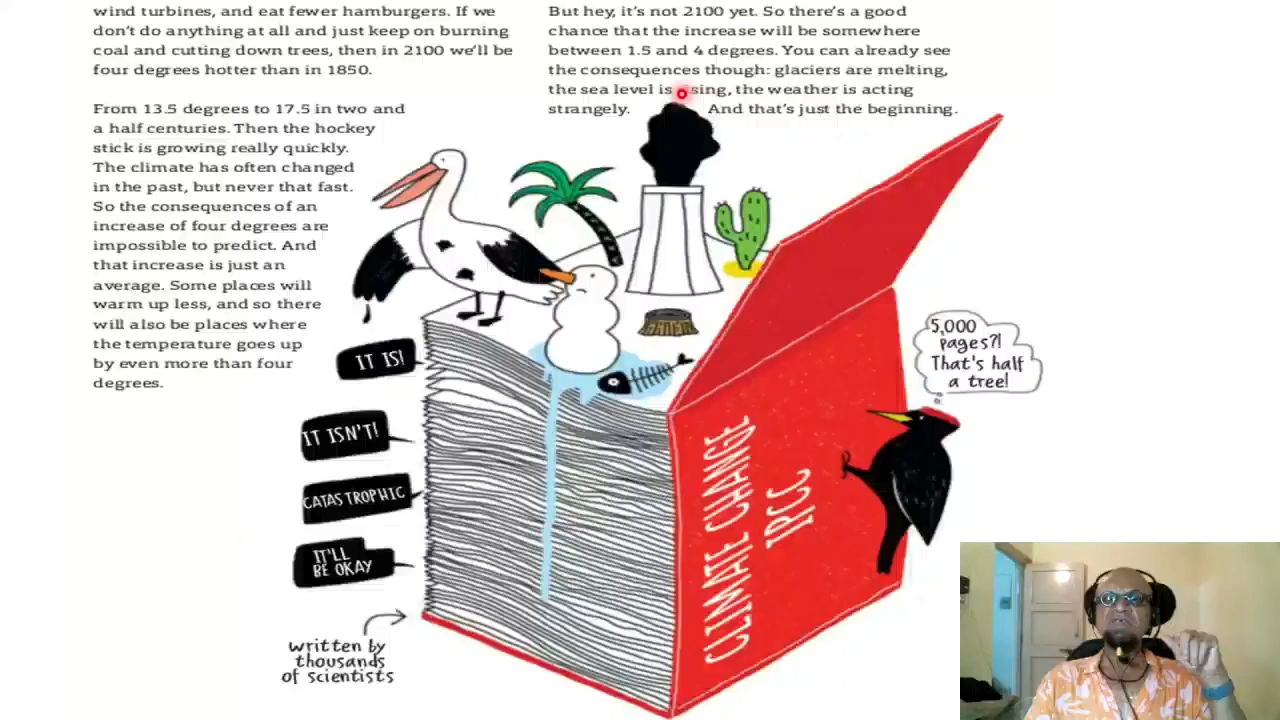 wind turbines, and eat fewer hamburgers. If we
don't do anything at all and just keep on burning
coal and cutting down trees, then in 2100 we'll be
four degrees hotter than in 1850.
From 13.5 degrees to 17.5 in two and
a half centuries. Then the hockey
stick is growing really quickly.
The climate has often changed
in the past, but never that fast.
So the consequences of an
increase of four degrees are
impossible to predict. And
that increase is just an
average. Some places will
warm up less, and so there
will also be places where
the temperature goes up
by even more than four
degrees.
But hey, it's not 2100 yet. So there's a good
chance that the increase will be somewhere
between 1.5 and 4 degrees. You can already see
the consequences though: glaciers are melting,
the sea level is rising, the weather is acting
strangely. And that's just the beginning.
IT IS!
IT ISN'T!
CATASTROPHIC
IT'LL
BE OKAY
written by
thousands
of scientists
CLIMATE CHANGE
IPCC
5,000
pages?!
That's half
a tree!